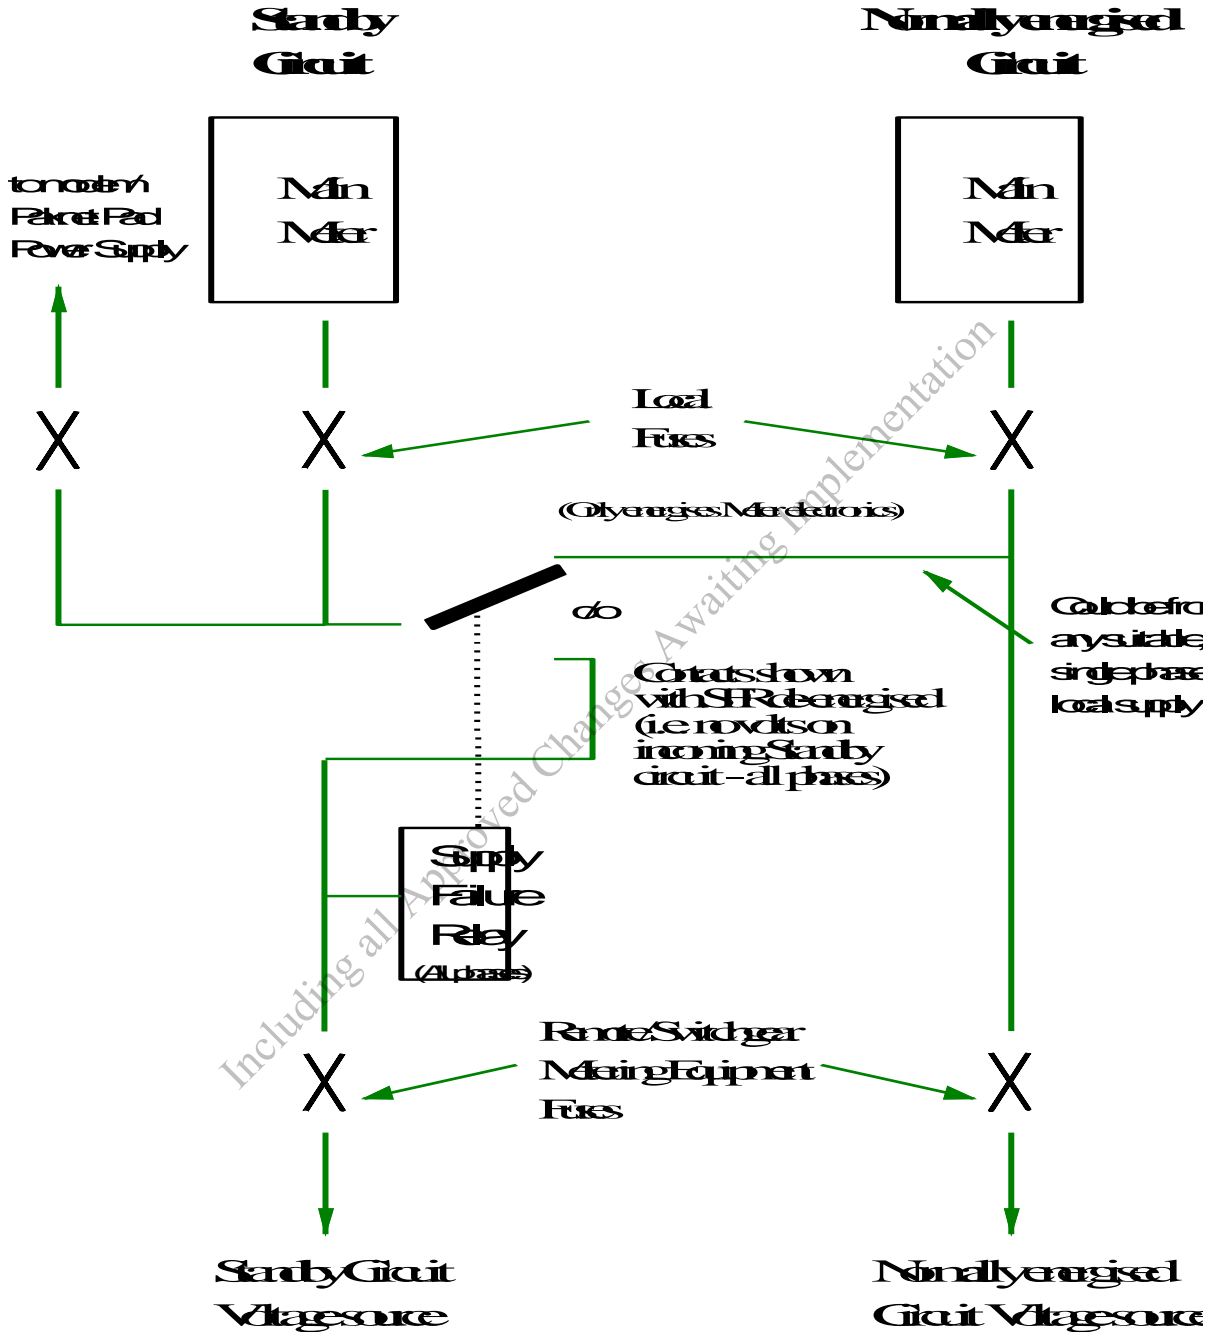 Standby
Circuit
Normally energised
Circuit
to modem/
Paknet Pad
Power Supply
Main
Meter
Main
Meter
Local
Fuses
(Only energises Meter electronics)
c/o
Could be fro
any suitable,
single phase
local supply
Contacts shown
with SFR de-energised
(i.e. no volts on
incoming Standby
circuit - all phases)
Supply
Failure
Relay
(All phases)
Remote/Switchgear
Metering Equipment
Fuses
Standby Circuit
Voltage source
Normally energised
Circuit Voltage source
Including all Approved Changes Awaiting Implementation